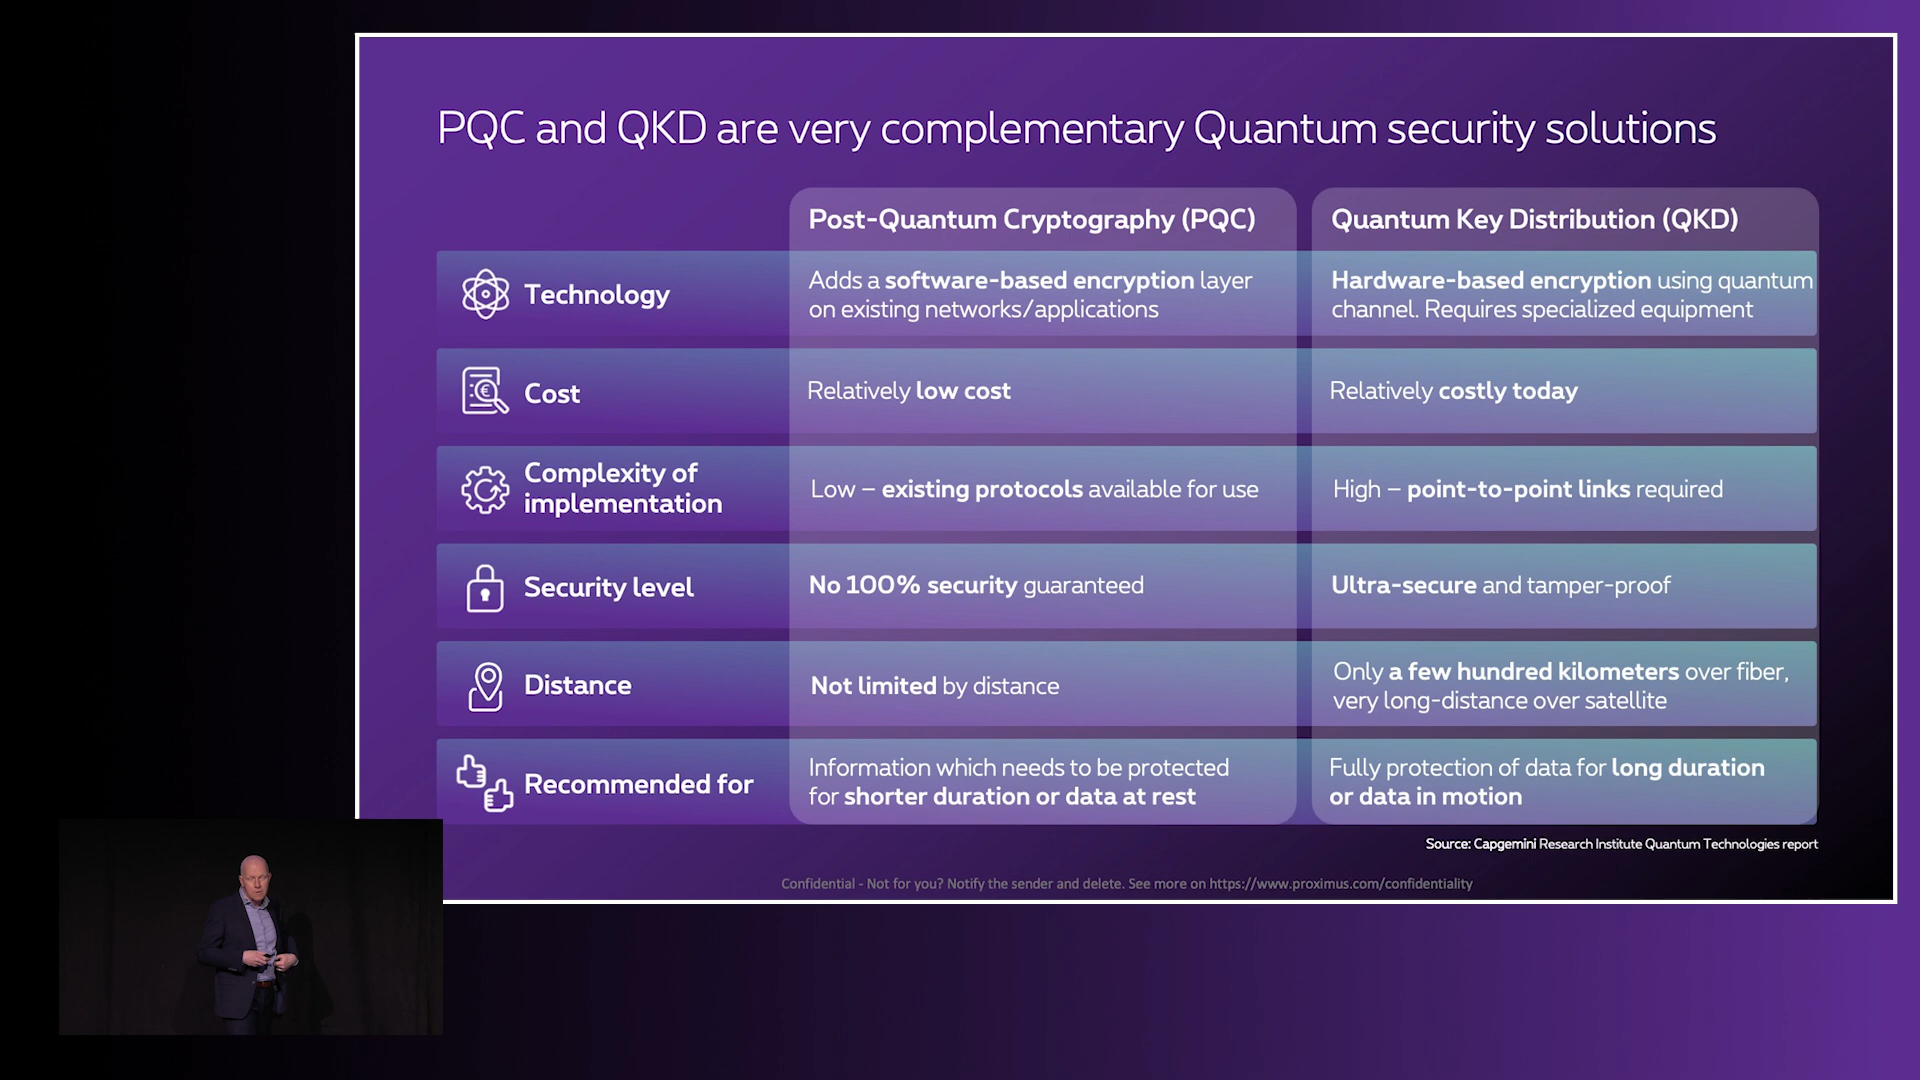 PQC and QKD are very complementary Quantum security solutions
Post-Quantum Cryptography (PQC)
Quantum Key Distribution (QKD)
Technology
Adds a software-based encryption layer
on existing networks/applications
Hardware-based encryption using quantum
channel. Requires specialized equipment
Cost
Relatively low cost
Relatively costly today
Complexity of
implementation
Low – existing protocols available for use
High – point-to-point links required
Security level
No 100% security guaranteed
Ultra-secure and tamper-proof
Distance
Not limited by distance
Only a few hundred kilometers over fiber,
very long-distance over satellite
Recommended for
Information which needs to be protected
for shorter duration or data at rest
Fully protection of data for long duration
or data in motion
Source: Capgemini Research Institute Quantum Technologies report
Confidential - Not for you? Notify the sender and delete. See more on https://www.proximus.com/confidentiality